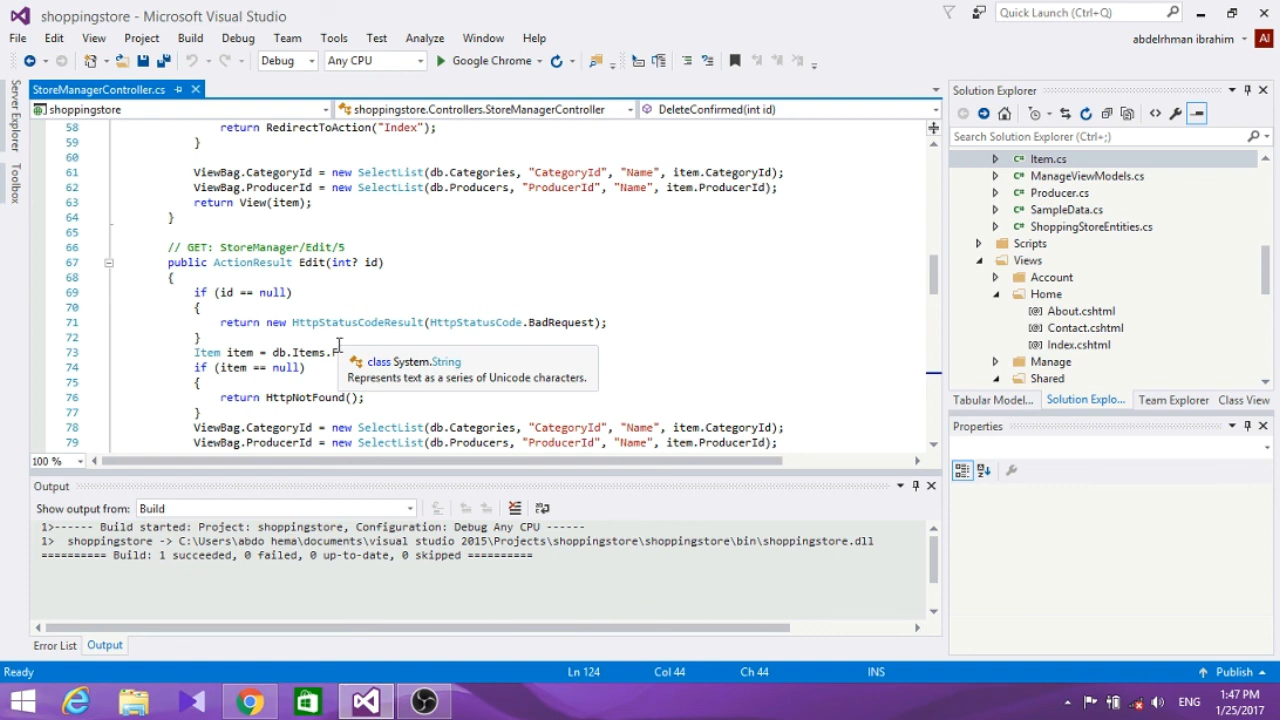 shoppingstore - Microsoft Visual Studio
Quick Launch (Ctrl+Q)
File Edit View Project Build Debug Team Tools Test Analyze Window Help
abdelrhman ibrahim AI
Debug Any CPU Google Chrome
Server Explorer
Toolbox
StoreManagerController.cs
shoppingstore shoppingstore.Controllers.StoreManagerController DeleteConfirmed(int id)
58 return RedirectToAction("Index");
59 }
60
61 ViewBag.CategoryId = new SelectList(db.Categories, "CategoryId", "Name", item.CategoryId);
62 ViewBag.ProducerId = new SelectList(db.Producers, "ProducerId", "Name", item.ProducerId);
63 return View(item);
64 }
65
66 // GET: StoreManager/Edit/5
67 public ActionResult Edit(int? id)
68 {
69 if (id == null)
70 {
71 return new HttpStatusCodeResult(HttpStatusCode.BadRequest);
72 }
73 Item item = db.Items.F
74 if (item == null)
75 {
76 return HttpNotFound();
77 }
78 ViewBag.CategoryId = new SelectList(db.Categories, "CategoryId", "Name", item.CategoryId);
79 ViewBag.ProducerId = new SelectList(db.Producers, "ProducerId", "Name", item.ProducerId);
class System.String
Represents text as a series of Unicode characters.
100 %
Solution Explorer
Search Solution Explorer (Ctrl+;)
Item.cs
ManageViewModels.cs
Producer.cs
SampleData.cs
ShoppingStoreEntities.cs
Scripts
Views
Account
Home
About.cshtml
Contact.cshtml
Index.cshtml
Manage
Shared
Tabular Model... Solution Explo... Team Explorer Class View
Properties
Output
Show output from: Build
1>------ Build started: Project: shoppingstore, Configuration: Debug Any CPU ------
1> shoppingstore -> C:\Users\abdo hema\documents\visual studio 2015\Projects\shoppingstore\shoppingstore\bin\shoppingstore.dll
========== Build: 1 succeeded, 0 failed, 0 up-to-date, 0 skipped ==========
Error List Output
Ready Ln 124 Col 44 Ch 44 INS Publish
ENG
1:47 PM
1/25/2017